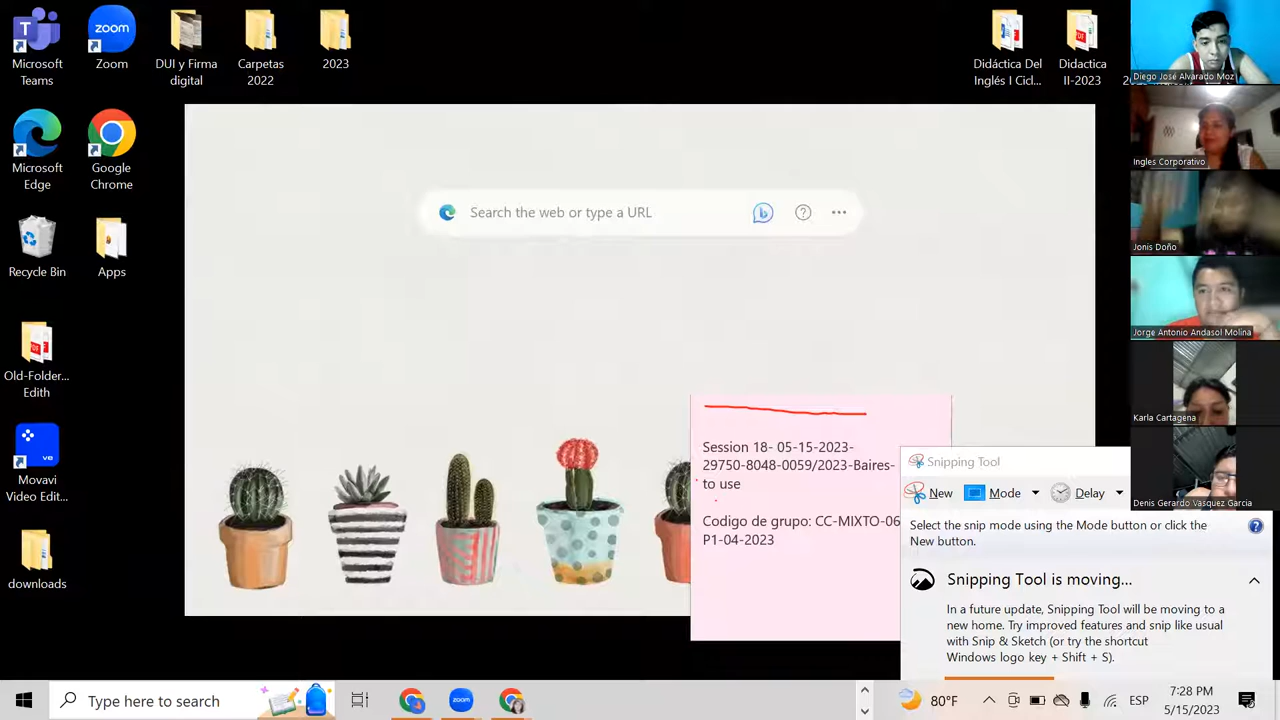 Microsoft
Teams
Zoom
DUI y Firma
digital
Carpetas
2022
2023
Didáctica Del
Inglés I Cicl...
Didactica
II-2023
Diego José Alvarado Moz
Microsoft
Edge
Google
Chrome
Ingles Corporativo
Search the web or type a URL
Recycle Bin
Apps
Jonis Doño
Jorge Antonio Andasol Molina
Old-Folder...
Edith
Karla Cartagena
Session 18- 05-15-2023-
29750-8048-0059/2023-Baires-
to use
Codigo de grupo: CC-MIXTO-06
P1-04-2023
Snipping Tool
New
Mode
Delay
Denis Gerardo Vasquez Garcia
Select the snip mode using the Mode button or click the
New button.
Movavi
Video Edit...
downloads
Snipping Tool is moving...
In a future update, Snipping Tool will be moving to a
new home. Try improved features and snip like usual
with Snip & Sketch (or try the shortcut
Windows logo key + Shift + S).
Type here to search
zoom
80°F
ESP
7:28 PM
5/15/2023